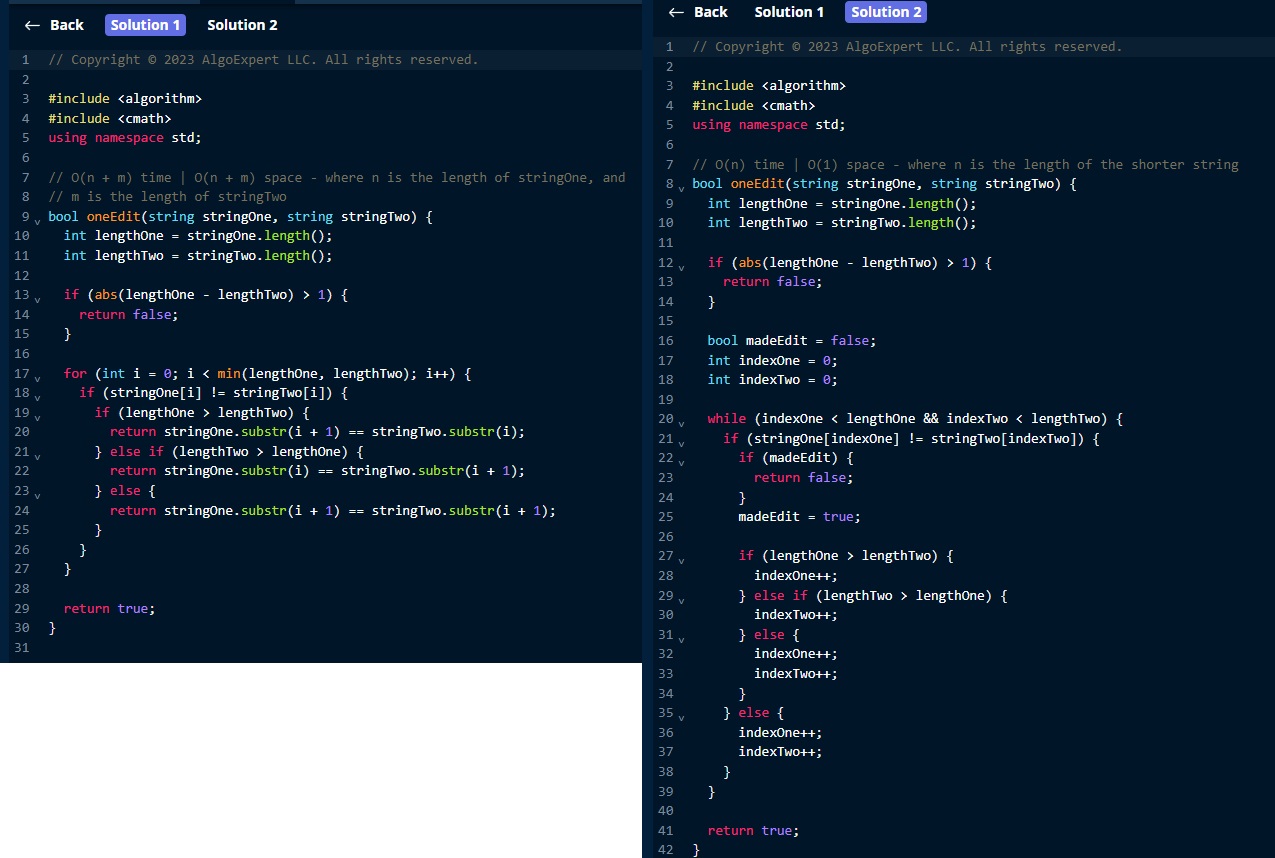 ← Back Solution 1 Solution 2
1 // Copyright © 2023 AlgoExpert LLC. All rights reserved.
2
3 #include <algorithm>
4 #include <cmath>
5 using namespace std;
6
7 // O(n + m) time | O(n + m) space - where n is the length of stringOne, and
8 // m is the length of stringTwo
9 bool oneEdit(string stringOne, string stringTwo) {
10   int lengthOne = stringOne.length();
11   int lengthTwo = stringTwo.length();
12
13   if (abs(lengthOne - lengthTwo) > 1) {
14     return false;
15   }
16
17   for (int i = 0; i < min(lengthOne, lengthTwo); i++) {
18     if (stringOne[i] != stringTwo[i]) {
19       if (lengthOne > lengthTwo) {
20         return stringOne.substr(i + 1) == stringTwo.substr(i);
21       } else if (lengthTwo > lengthOne) {
22         return stringOne.substr(i) == stringTwo.substr(i + 1);
23       } else {
24         return stringOne.substr(i + 1) == stringTwo.substr(i + 1);
25       }
26     }
27   }
28
29   return true;
30 }
31
← Back Solution 1 Solution 2
1 // Copyright © 2023 AlgoExpert LLC. All rights reserved.
2
3 #include <algorithm>
4 #include <cmath>
5 using namespace std;
6
7 // O(n) time | O(1) space - where n is the length of the shorter string
8 bool oneEdit(string stringOne, string stringTwo) {
9   int lengthOne = stringOne.length();
10   int lengthTwo = stringTwo.length();
11
12   if (abs(lengthOne - lengthTwo) > 1) {
13     return false;
14   }
15
16   bool madeEdit = false;
17   int indexOne = 0;
18   int indexTwo = 0;
19
20   while (indexOne < lengthOne && indexTwo < lengthTwo) {
21     if (stringOne[indexOne] != stringTwo[indexTwo]) {
22       if (madeEdit) {
23         return false;
24       }
25       madeEdit = true;
26
27       if (lengthOne > lengthTwo) {
28         indexOne++;
29       } else if (lengthTwo > lengthOne) {
30         indexTwo++;
31       } else {
32         indexOne++;
33         indexTwo++;
34       }
35     } else {
36       indexOne++;
37       indexTwo++;
38     }
39   }
40
41   return true;
42 }